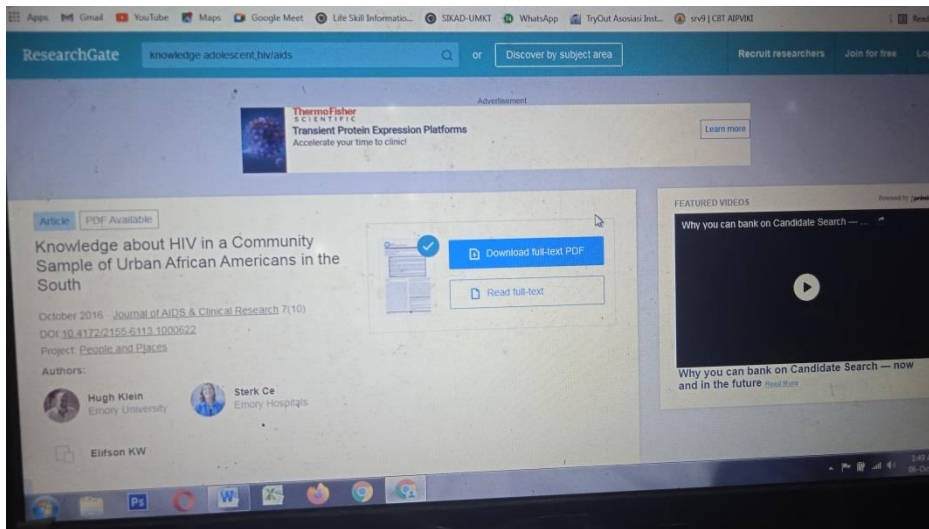 Apps Gmail YouTube Maps Google Meet Life Skill Informatio... SIKAD-UMKT WhatsApp TryOut Asosiasi Inst... srv9 | CBT AIPVIKI
ResearchGate knowledge adolescent,hiv/aids or Discover by subject area Recruit researchers Join for free
Advertisement
ThermoFisher
SCIENTIFIC
Transient Protein Expression Platforms
Accelerate your time to clinic!
Learn more
Article PDF Available
Knowledge about HIV in a Community
Sample of Urban African Americans in the
South
October 2016 Journal of AIDS & Clinical Research 7(10)
DOI 10.4172/2155-6113.1000622
Project: People and Places
Authors:
Hugh Klein
Emory University
Sterk Ce
Emory Hospitals
Elifson KW
Download full-text PDF
Read full-text
FEATURED VIDEOS
Powered by
Why you can bank on Candidate Search — ...
Why you can bank on Candidate Search — now
and in the future Read More
Ps W